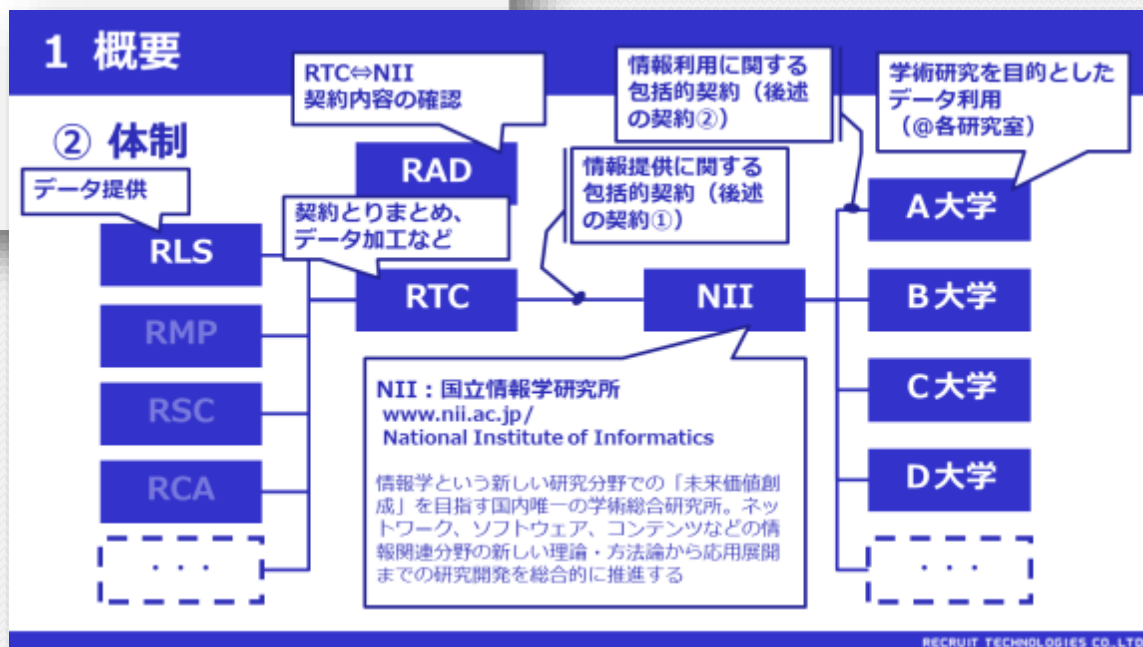 1 概要
RTC⇔NII
契約内容の確認
情報利用に関する
包括的契約（後述
の契約②）
学術研究を目的とした
データ利用
（@各研究室）
② 体制
データ提供
RAD
情報提供に関する
包括的契約（後述
の契約①）
契約とりまとめ、
データ加工など
A大学
RLS
RTC
NII
B大学
RMP
RSC
C大学
RCA
D大学
NII：国立情報学研究所
www.nii.ac.jp/
National Institute of Informatics
情報学という新しい研究分野での「未来価値創
成」を目指す国内唯一の学術総合研究所。ネッ
トワーク、ソフトウェア、コンテンツなどの情
報関連分野の新しい理論・方法論から応用展開
までの研究開発を総合的に推進する
・・・
・・・
RECRUIT TECHNOLOGIES CO.,LTD